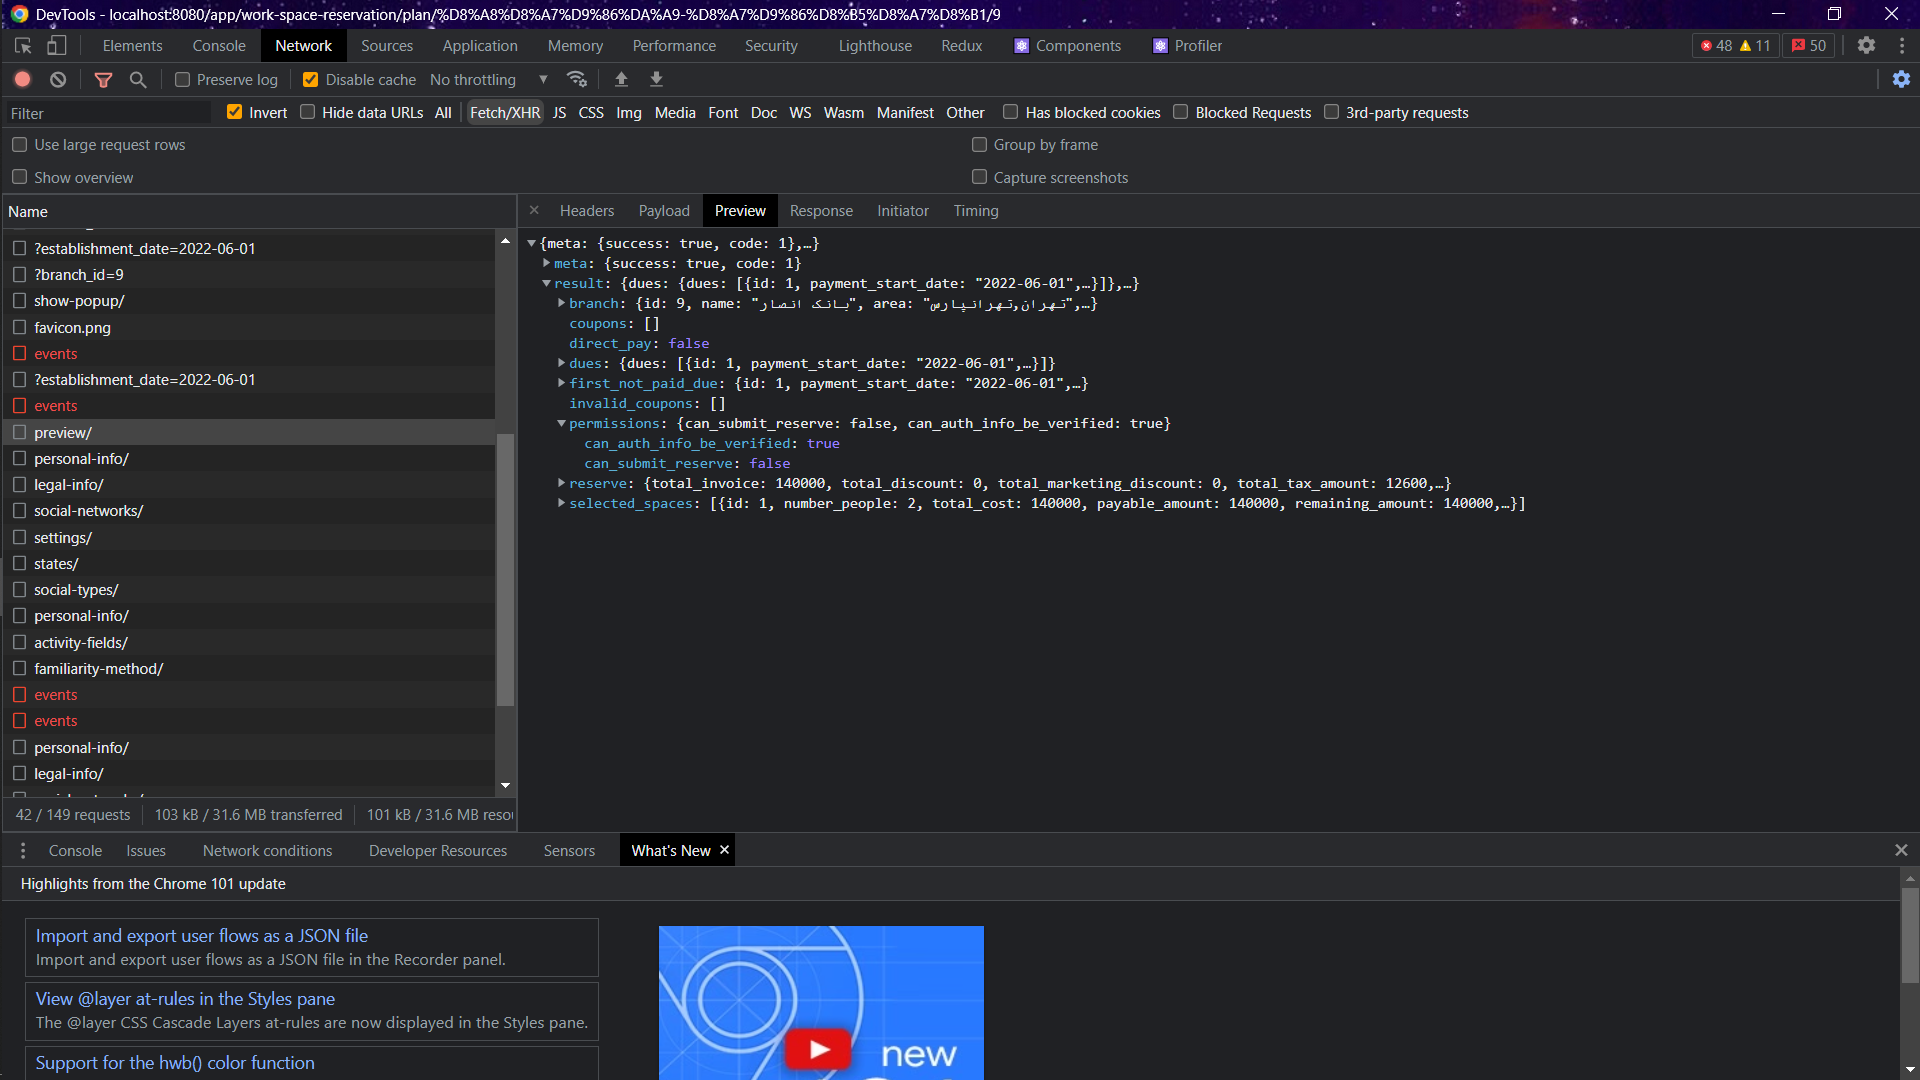 DevTools - localhost:8080/app/work-space-reservation/plan/%D8%A8%D8%A7%D9%86%DA%A9-%D8%A7%D9%86%D8%B5%D8%A7%D8%B1/9
Elements Console Network Sources Application Memory Performance Security Lighthouse Redux Components Profiler 48 11 50
Preserve log Disable cache No throttling
Filter Invert Hide data URLs All Fetch/XHR JS CSS Img Media Font Doc WS Wasm Manifest Other Has blocked cookies Blocked Requests 3rd-party requests
Use large request rows Group by frame
Show overview Capture screenshots
Name
?establishment_date=2022-06-01
?branch_id=9
show-popup/
favicon.png
events
?establishment_date=2022-06-01
events
preview/
personal-info/
legal-info/
social-networks/
settings/
states/
social-types/
personal-info/
activity-fields/
familiarity-method/
events
events
personal-info/
legal-info/
42 / 149 requests 103 kB / 31.6 MB transferred 101 kB / 31.6 MB resou
Headers Payload Preview Response Initiator Timing
{meta: {success: true, code: 1},…}
meta: {success: true, code: 1}
result: {dues: {dues: [{id: 1, payment_start_date: "2022-06-01",…}]},…}
branch: {id: 9, name: "بانک انصار", area: "تهران,تهرانپارس",…}
coupons: []
direct_pay: false
dues: {dues: [{id: 1, payment_start_date: "2022-06-01",…}]}
first_not_paid_due: {id: 1, payment_start_date: "2022-06-01",…}
invalid_coupons: []
permissions: {can_submit_reserve: false, can_auth_info_be_verified: true}
can_auth_info_be_verified: true
can_submit_reserve: false
reserve: {total_invoice: 140000, total_discount: 0, total_marketing_discount: 0, total_tax_amount: 12600,…}
selected_spaces: [{id: 1, number_people: 2, total_cost: 140000, payable_amount: 140000, remaining_amount: 140000,…}]
Console Issues Network conditions Developer Resources Sensors What's New
Highlights from the Chrome 101 update
Import and export user flows as a JSON file
Import and export user flows as a JSON file in the Recorder panel.
View @layer at-rules in the Styles pane
The @layer CSS Cascade Layers at-rules are now displayed in the Styles pane.
Support for the hwb() color function
new